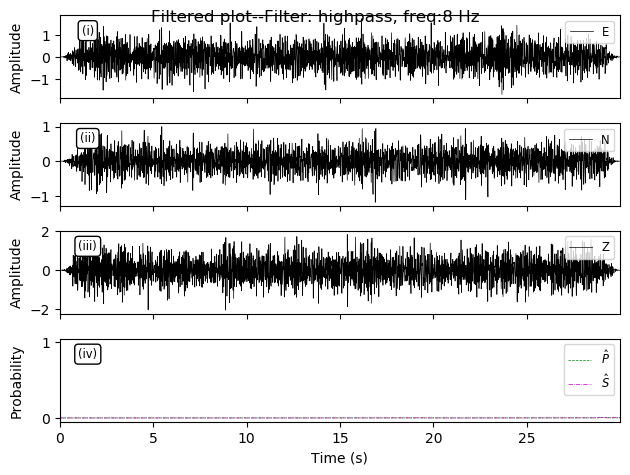 Filtered plot--Filter: highpass, freq:8 Hz
Amplitude
1
0
−1
(i)
E
Amplitude
1
0
−1
(ii)
N
Amplitude
2
0
−2
(iii)
Z
Probability
1
0
(iv)
P̂
Ŝ
0 5 10 15 20 25
Time (s)